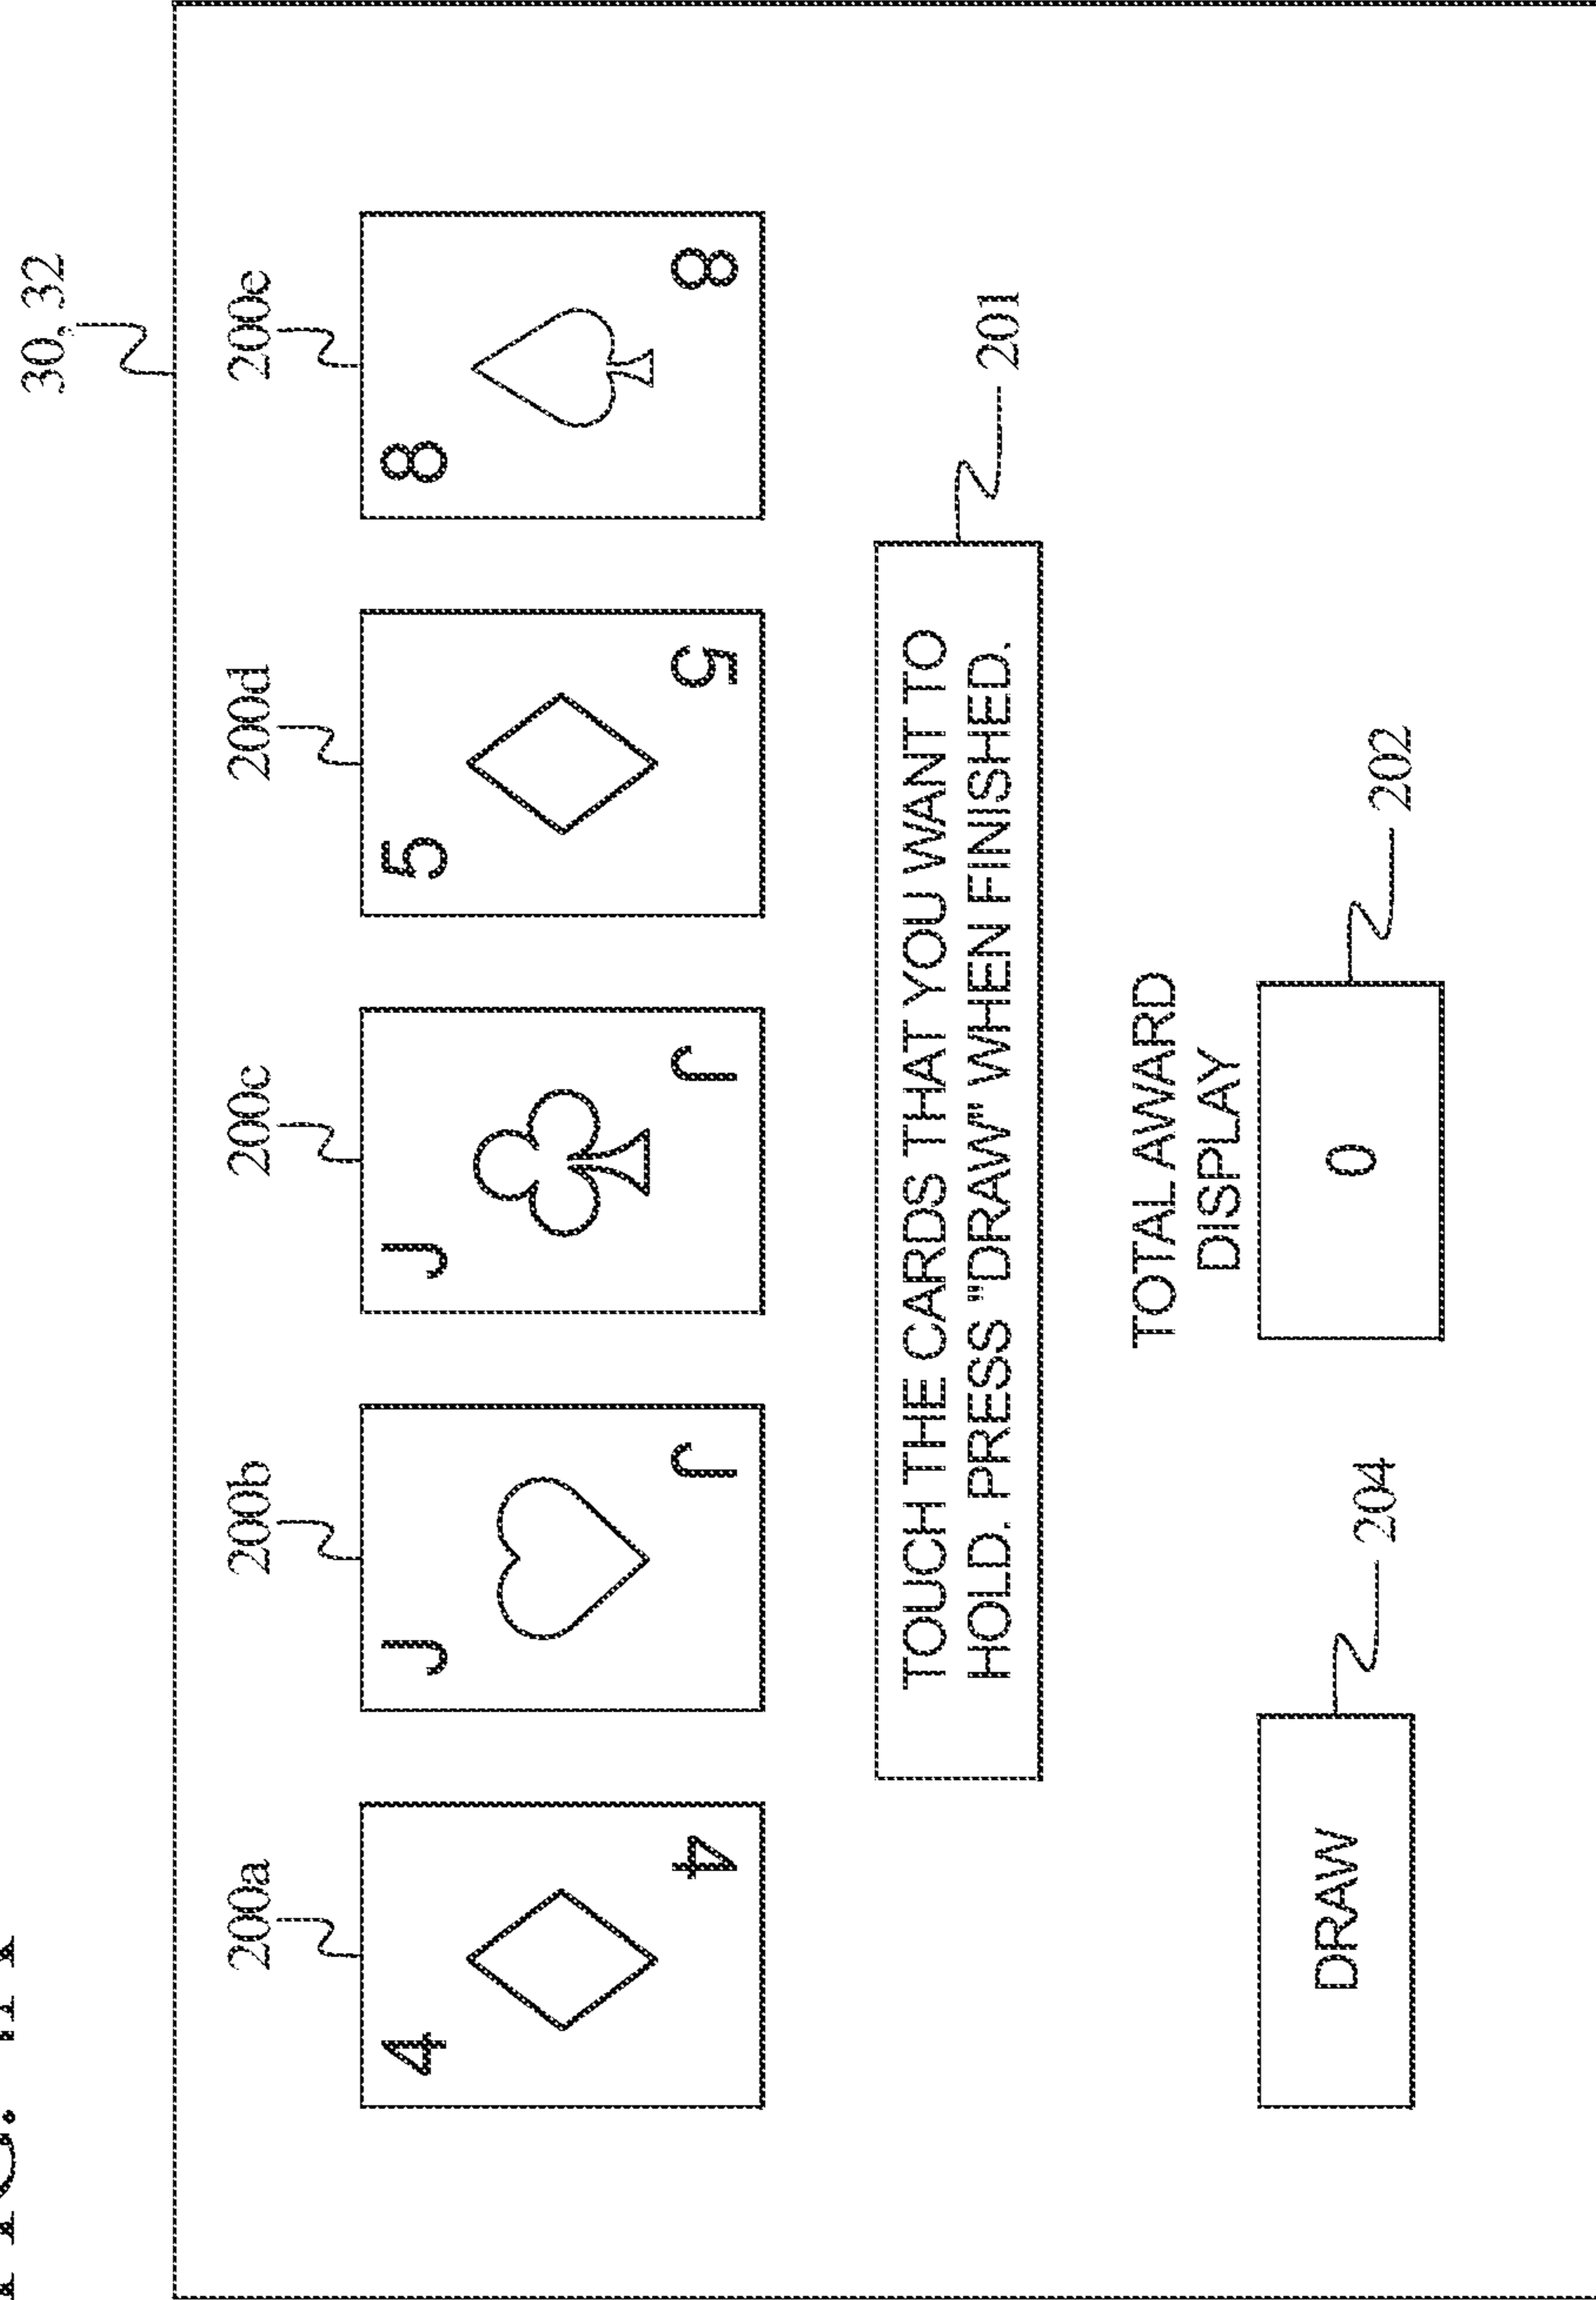 30, 32
200a 200b 200c 200d 200e
4 J J 5 8
4 J J 5 8
TOUCH THE CARDS THAT YOU WANT TO
HOLD. PRESS "DRAW" WHEN FINISHED.
201
TOTAL AWARD
DISPLAY
DRAW
204
0
202